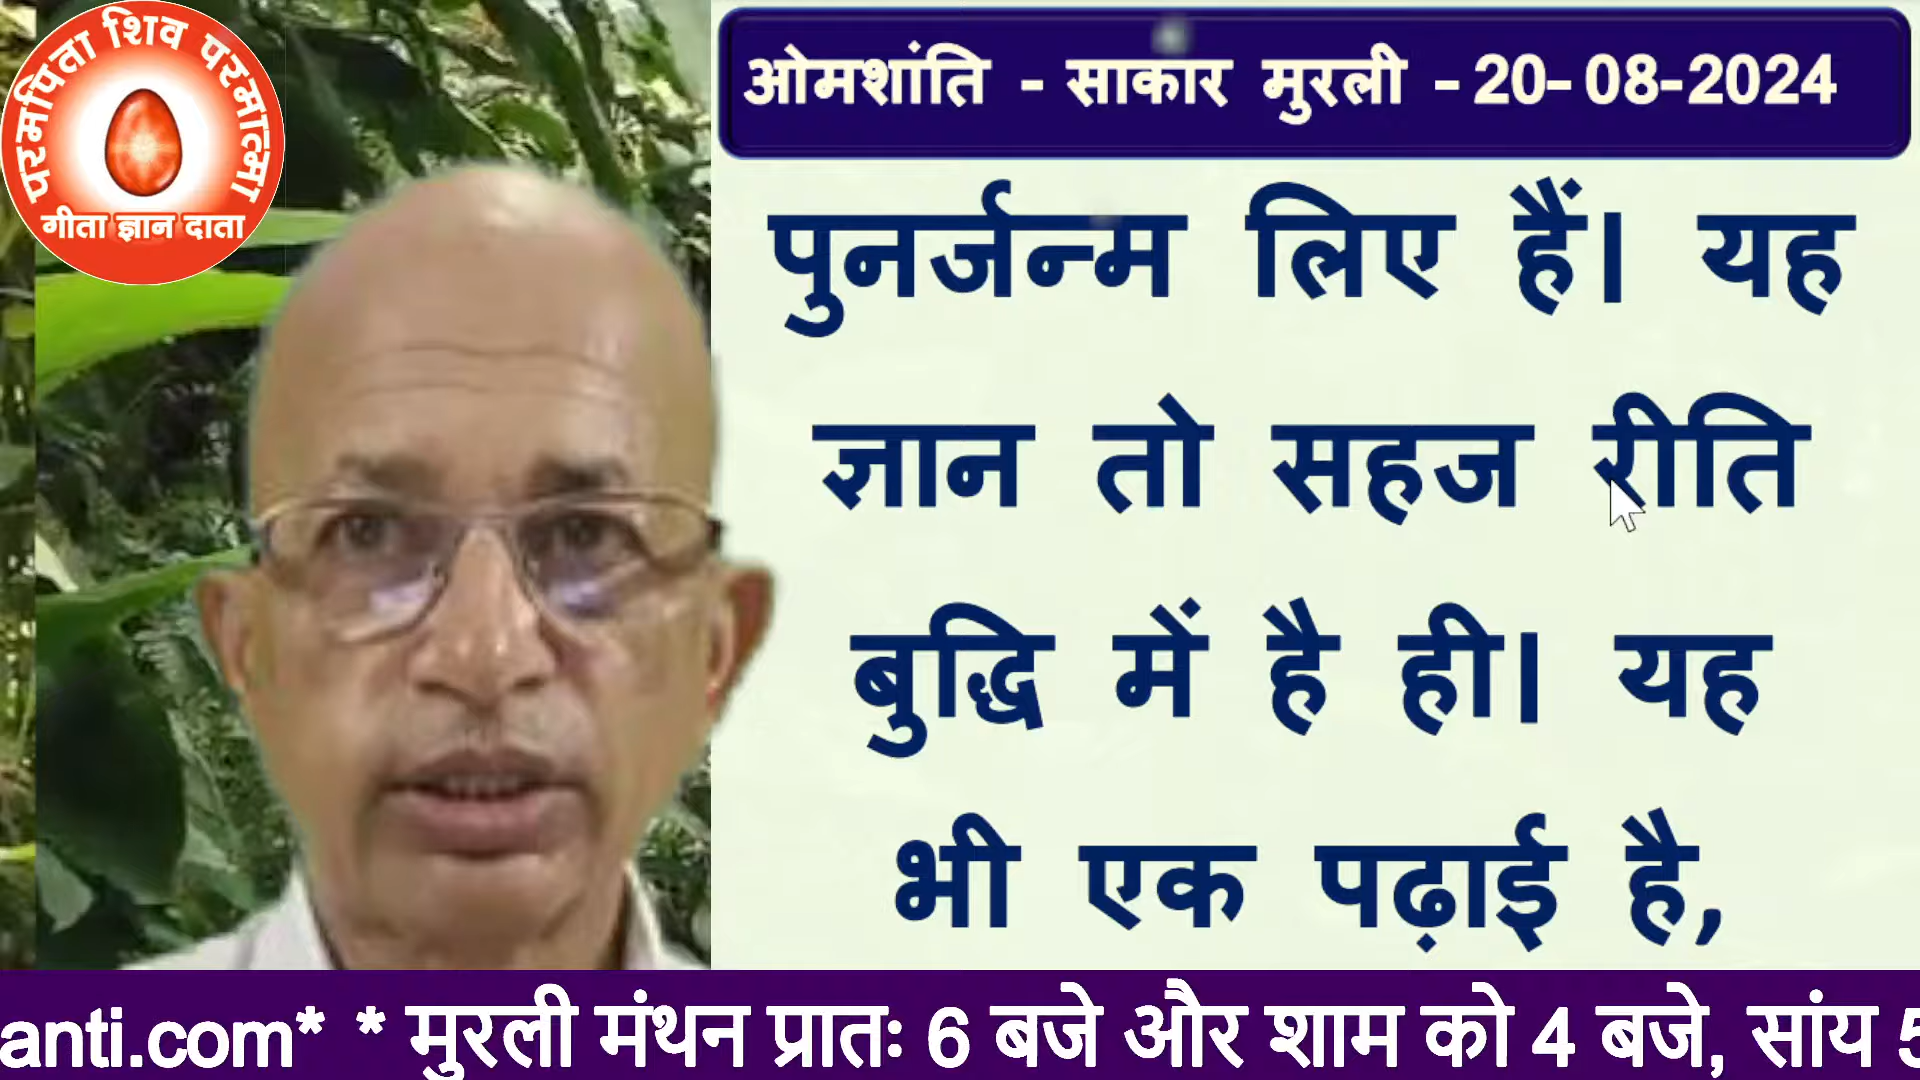 परमपिता शिव परमात्मा
गीता ज्ञान दाता
ओमशांति - साकार मुरली - 20- 08-2024
पुनर्जन्म लिए हैं। यह
ज्ञान तो सहज रीति
बुद्धि में है ही। यह
भी एक पढ़ाई है,
anti.com* * मुरली मंथन प्रातः 6 बजे और शाम को 4 बजे, सांय 5